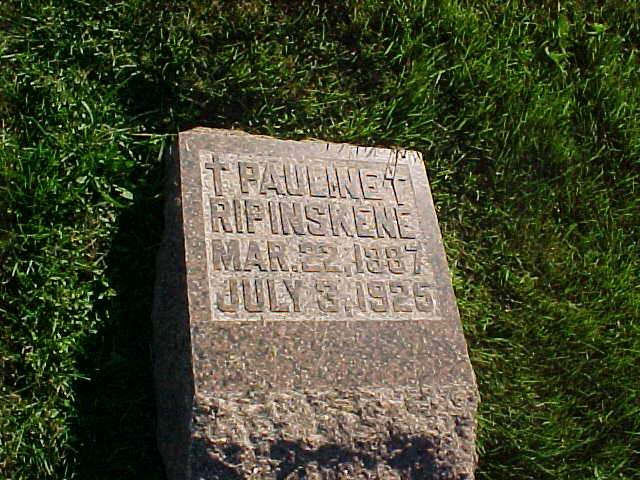 † PAULINE †
RIPINSKENE
MAR. 22, 1887
JULY 3, 1925